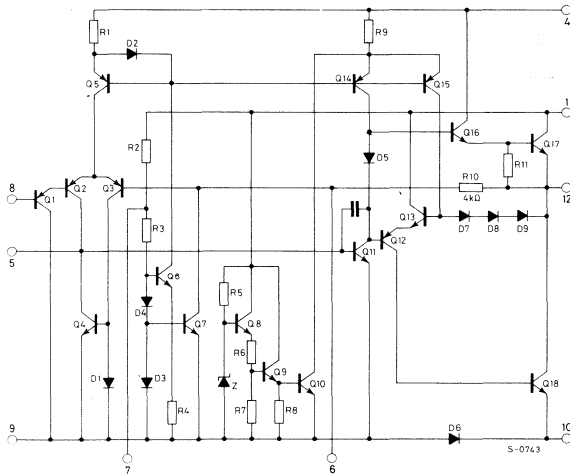 4
R1
R9
D2
Q5
Q14
Q15
1
Q16
R2
Q17
R11
D5
8
Q1
Q2
Q3
R10
4kΩ
12
R3
Q13
D7
D8
D9
5
Q12
Q11
Q6
D4
R5
Q4
Q7
Q8
R6
Q9
D1
D3
Z
Q10
Q18
R4
R7
R8
9
D6
10
7
6
S-0743